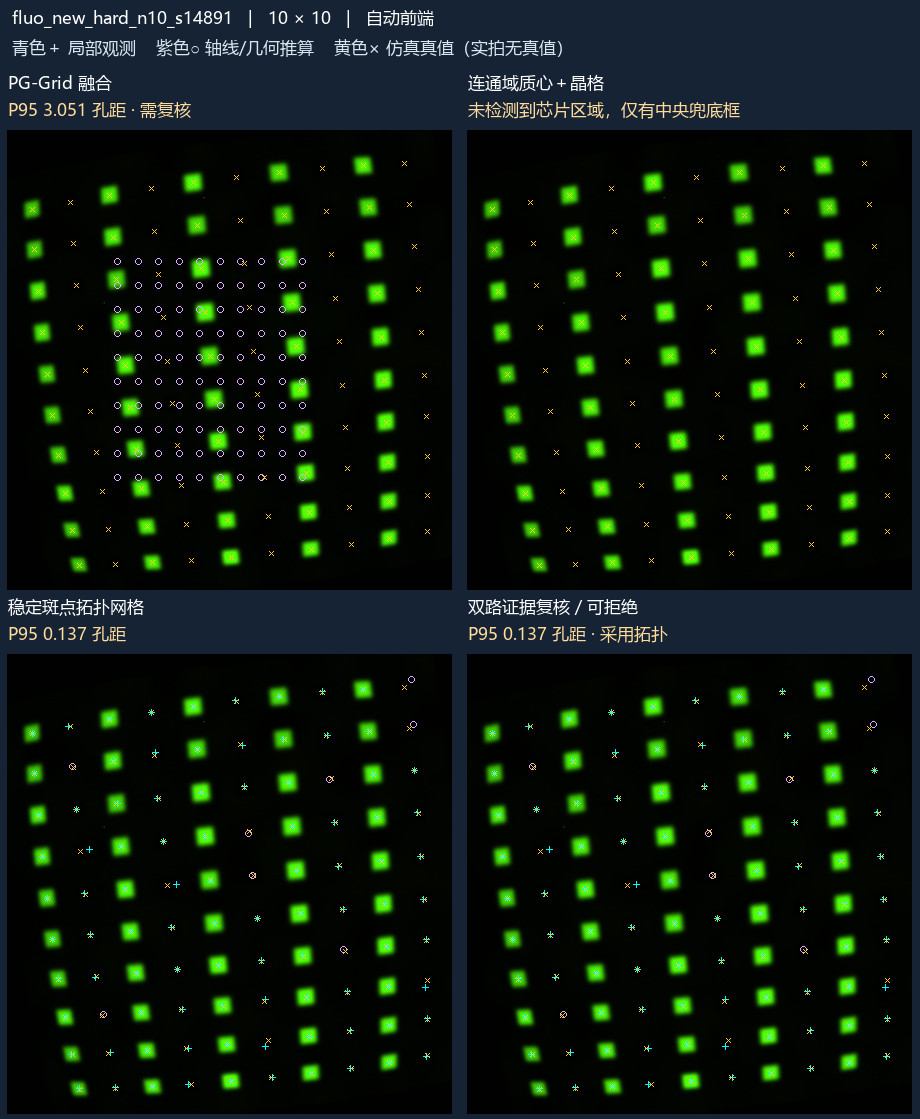 fluo_new_hard_n10_s14891 | 10 × 10 | 自动前端
青色+ 局部观测 紫色○ 轴线/几何推算 黄色× 仿真真值（实拍无真值）
PG-Grid 融合
P95 3.051 孔距 · 需复核
连通域质心＋晶格
未检测到芯片区域，仅有中央兜底框
稳定斑点拓扑网格
P95 0.137 孔距
双路证据复核 / 可拒绝
P95 0.137 孔距 · 采用拓扑